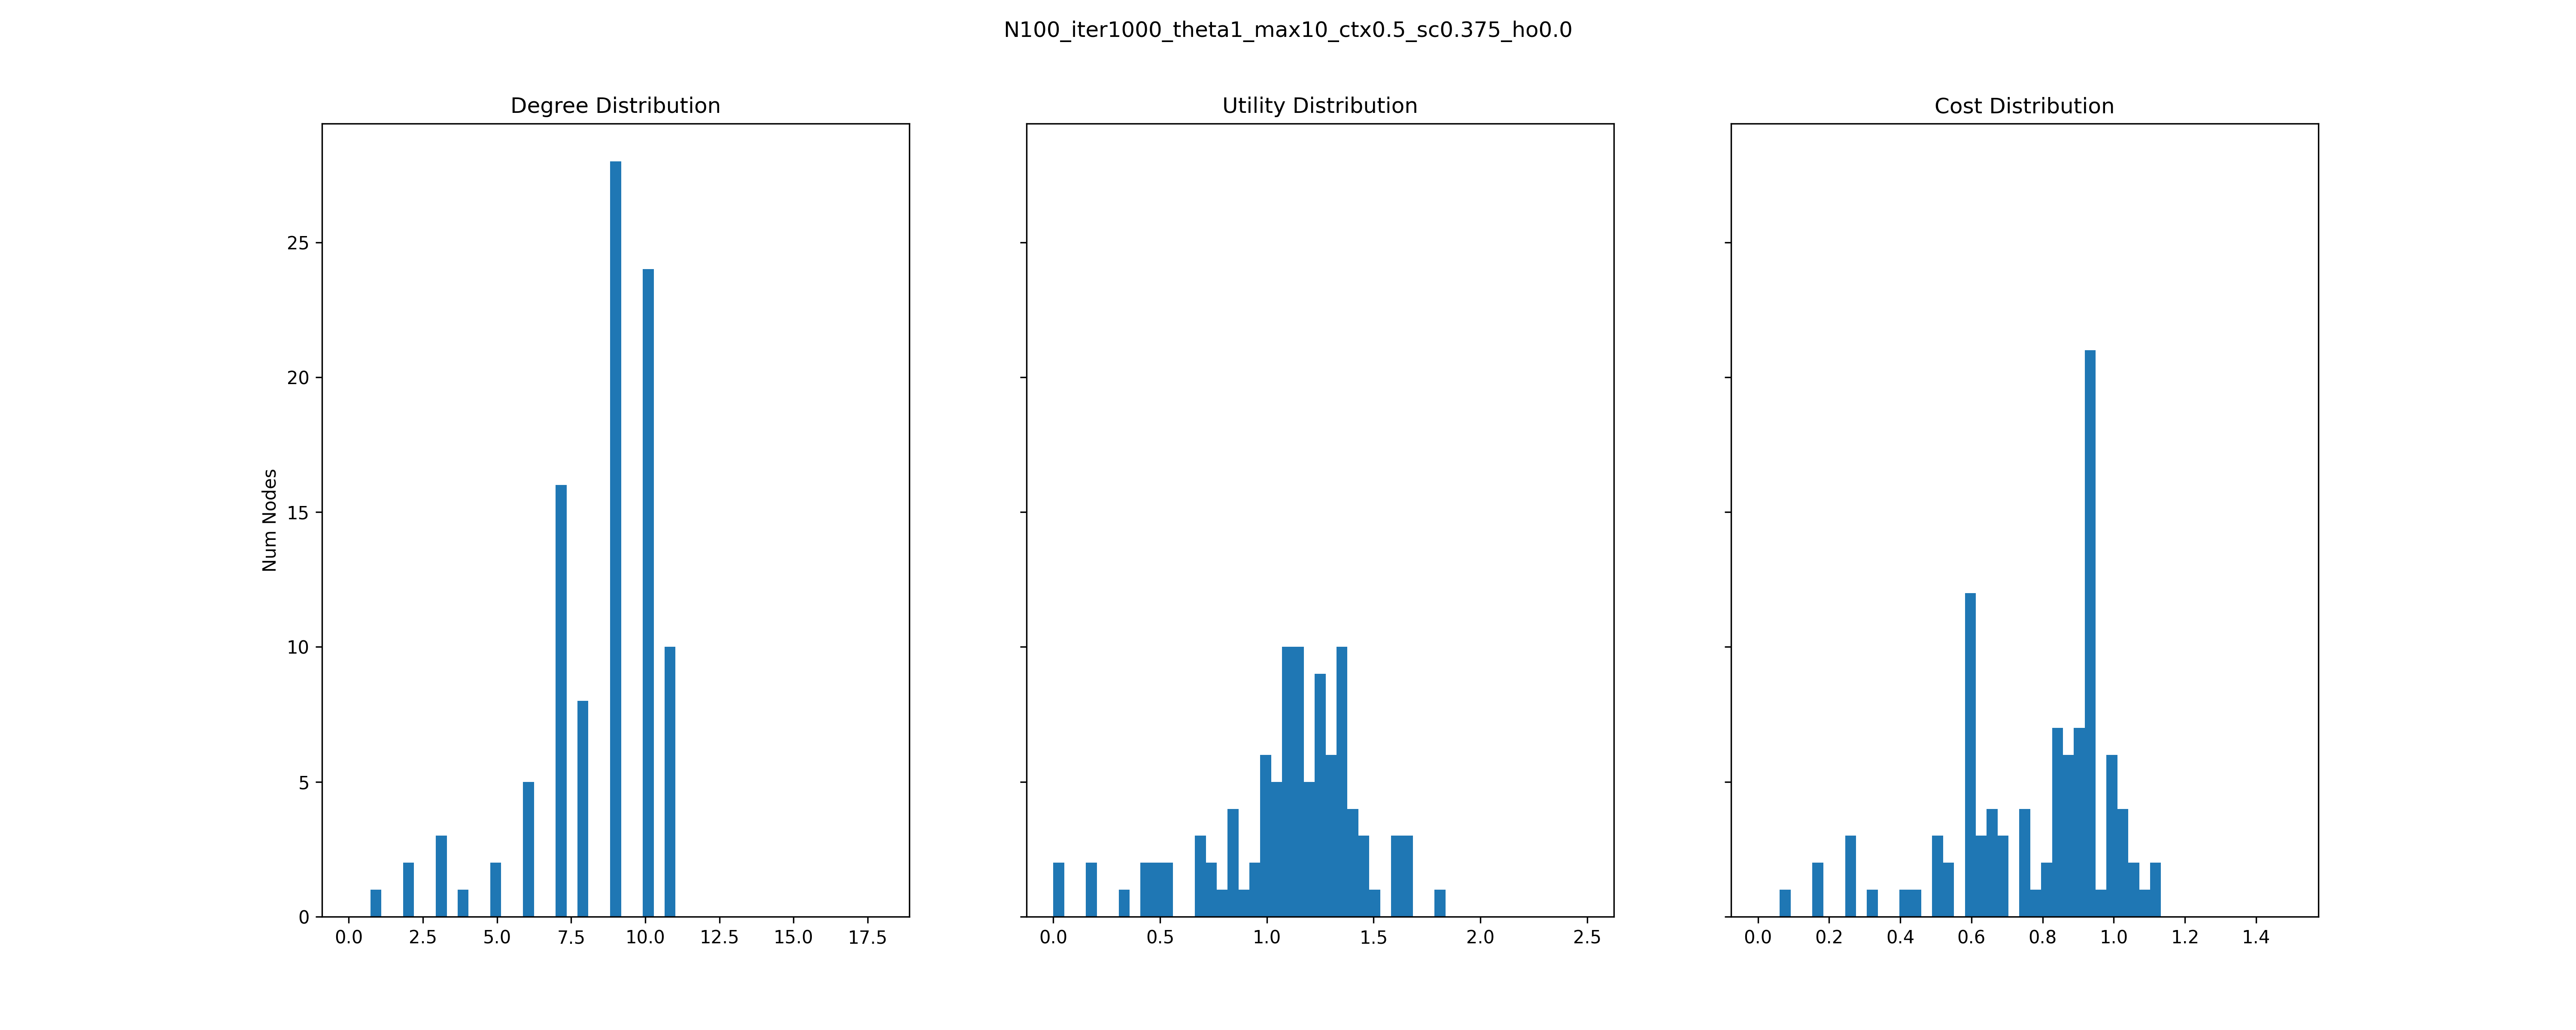 N100_iter1000_theta1_max10_ctx0.5_sc0.375_ho0.0
Degree Distribution
Utility Distribution
Cost Distribution
Num Nodes
25
20
15
10
5
0
0.0 2.5 5.0 7.5 10.0 12.5 15.0 17.5
0.0 0.5 1.0 1.5 2.0 2.5
0.0 0.2 0.4 0.6 0.8 1.0 1.2 1.4